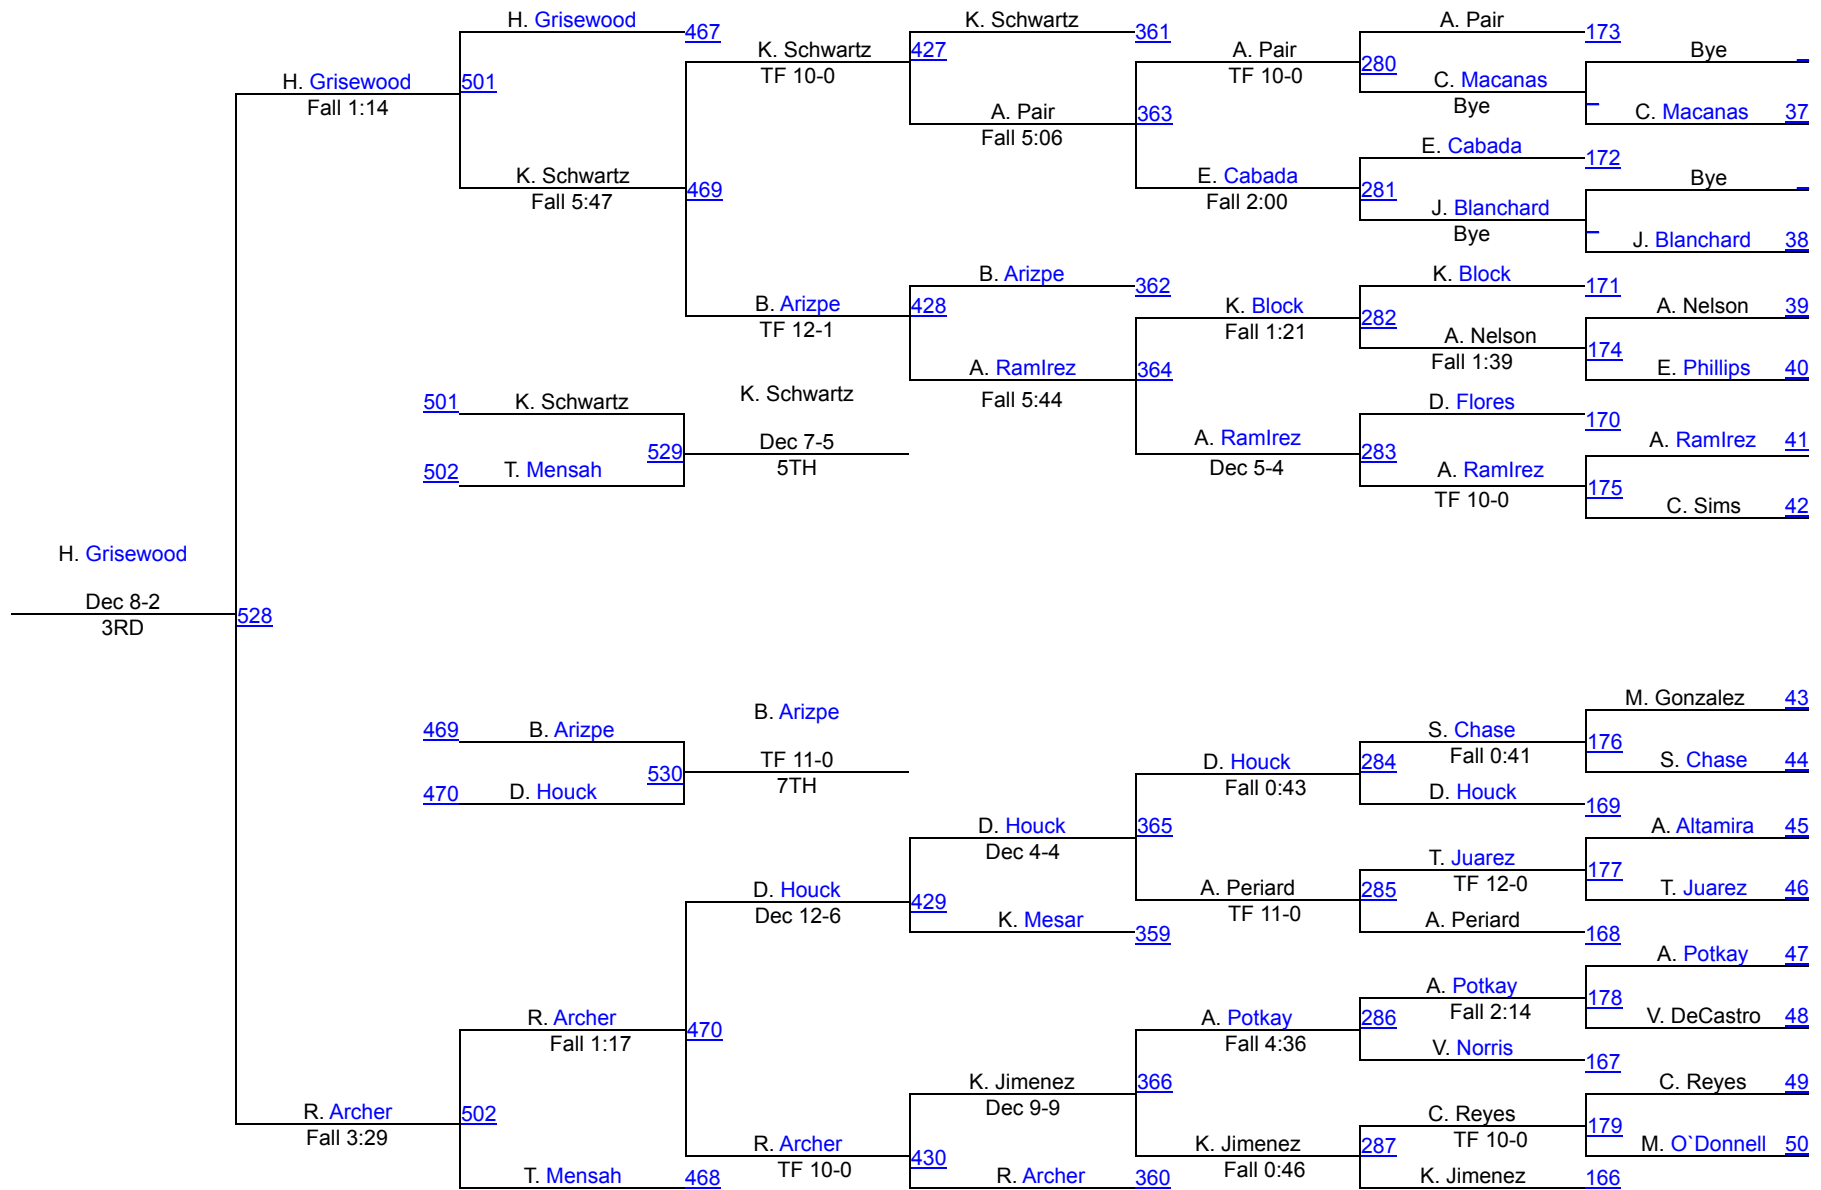 H. Grisewood
467
K. Schwartz
361
A. Pair
173
K. Schwartz
TF 10-0
427
A. Pair
TF 10-0
280
Bye
H. Grisewood
Fall 1:14
501
C. Macanas
Bye
A. Pair
Fall 5:06
363
C. Macanas
37
E. Cabada
172
K. Schwartz
Fall 5:47
469
E. Cabada
Fall 2:00
281
Bye
J. Blanchard
Bye
J. Blanchard
38
B. Arizpe
362
K. Block
171
B. Arizpe
TF 12-1
428
K. Block
Fall 1:21
282
A. Nelson
39
A. Nelson
Fall 1:39
174
A. RamIrez
Fall 5:44
364
E. Phillips
40
501
K. Schwartz
K. Schwartz
D. Flores
170
529
Dec 7-5
5TH
A. RamIrez
Dec 5-4
283
A. RamIrez
41
502
T. Mensah
A. RamIrez
TF 10-0
175
C. Sims
42
H. Grisewood
Dec 8-2
3RD
528
M. Gonzalez
43
469
B. Arizpe
B. Arizpe
S. Chase
Fall 0:41
176
530
TF 11-0
7TH
D. Houck
Fall 0:43
284
S. Chase
44
470
D. Houck
D. Houck
169
D. Houck
Dec 4-4
365
A. Altamira
45
T. Juarez
TF 12-0
177
D. Houck
Dec 12-6
429
A. Periard
TF 11-0
285
T. Juarez
46
K. Mesar
359
A. Periard
168
A. Potkay
47
A. Potkay
Fall 2:14
178
R. Archer
Fall 1:17
470
A. Potkay
Fall 4:36
286
V. DeCastro
48
V. Norris
167
K. Jimenez
Dec 9-9
366
C. Reyes
49
R. Archer
Fall 3:29
502
C. Reyes
TF 10-0
179
R. Archer
TF 10-0
430
K. Jimenez
Fall 0:46
287
M. O`Donnell
50
T. Mensah
468
R. Archer
360
K. Jimenez
166